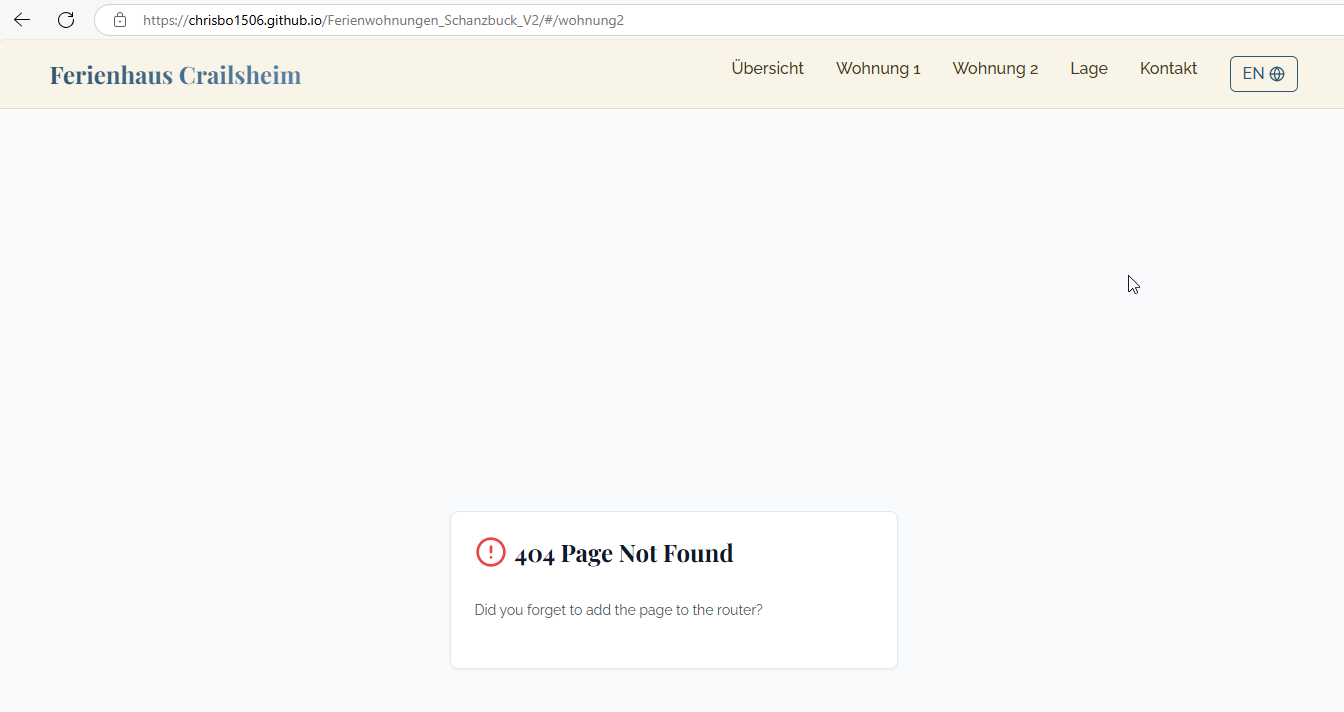 https://chrisbo1506.github.io/Ferienwohnungen_Schanzbuck_V2/#/wohnung2
Ferienhaus Crailsheim
Übersicht
Wohnung 1
Wohnung 2
Lage
Kontakt
EN
404 Page Not Found
Did you forget to add the page to the router?